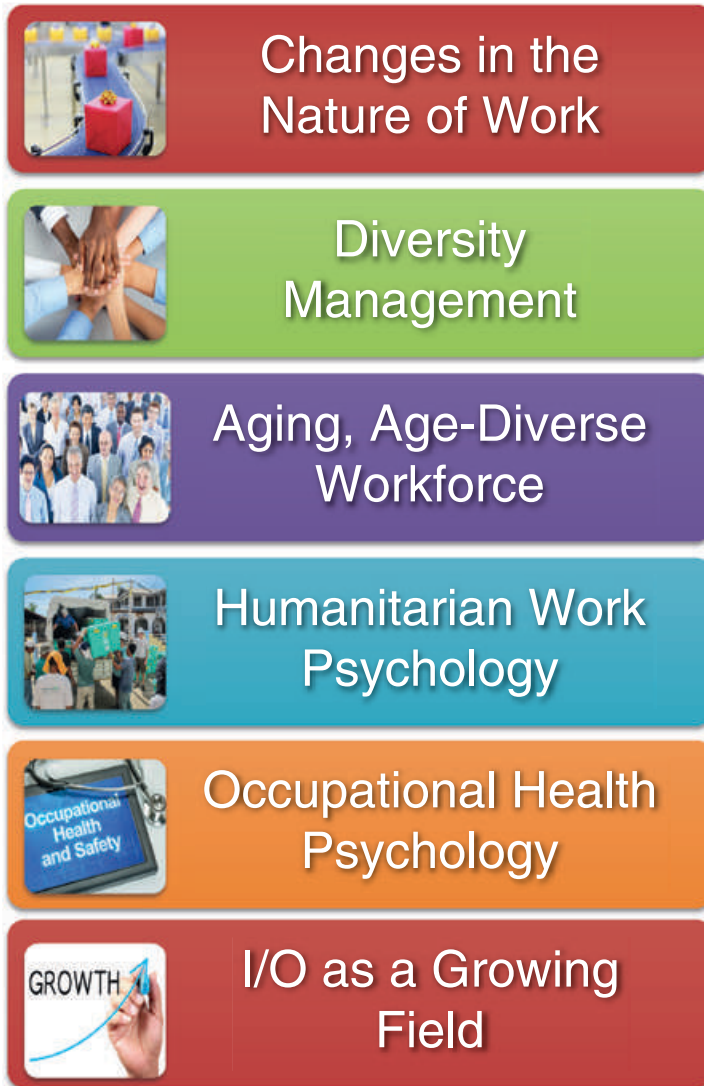 Changes in the
Nature of Work
Diversity
Management
Aging, Age-Diverse
Workforce
Humanitarian Work
Psychology
Occupational
Health
and Safety
Occupational Health
Psychology
GROWTH
I/O as a Growing
Field